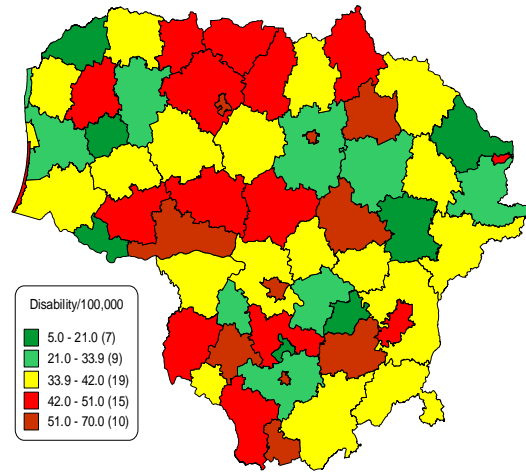 Disability/100,000
5.0 - 21.0 (7)
21.0 - 33.9 (9)
33.9 - 42.0 (19)
42.0 - 51.0 (15)
51.0 - 70.0 (10)